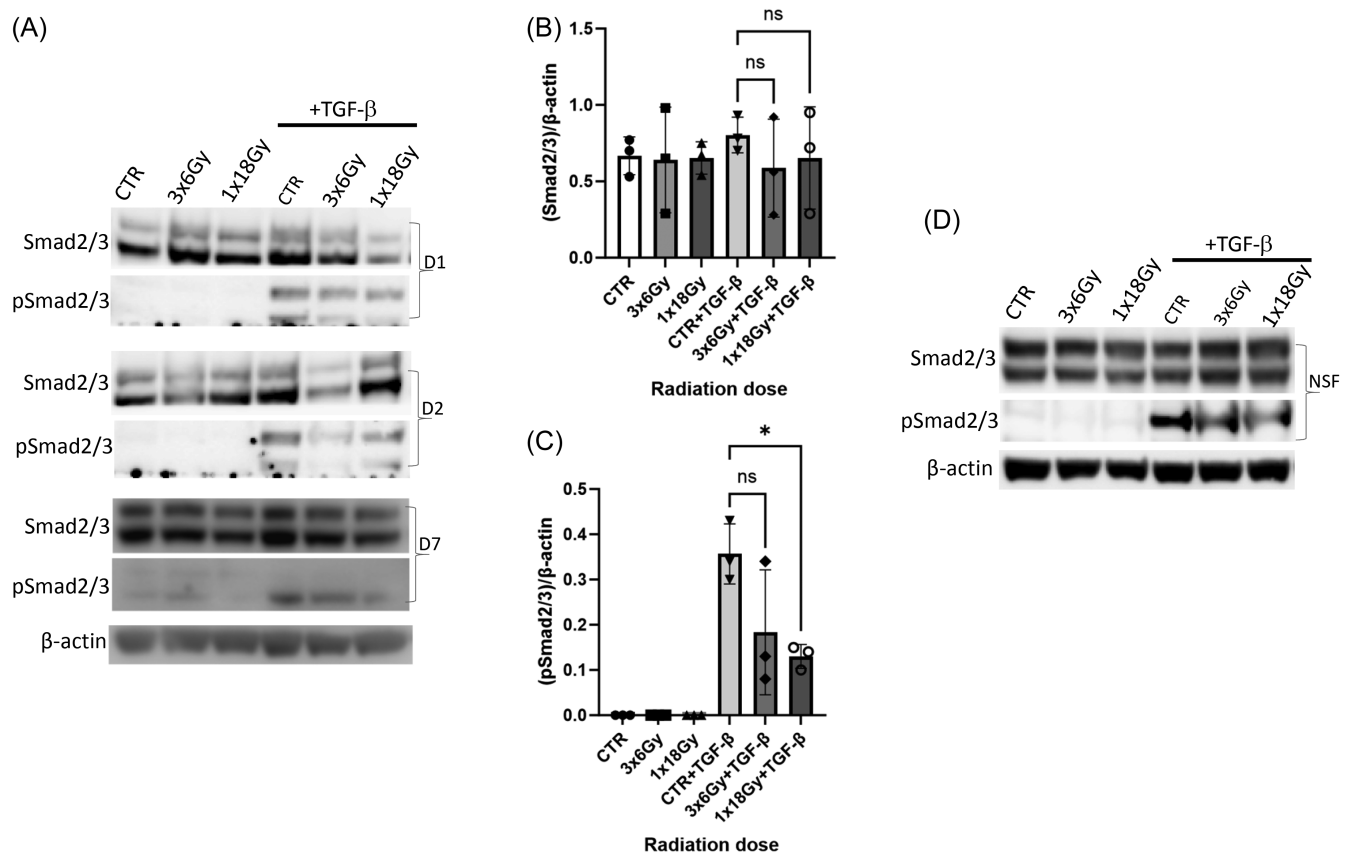 (A)
+TGF-β
CTR
3x6Gy
1x18Gy
CTR
3x6Gy
1x18Gy
Smad2/3
pSmad2/3
D1
Smad2/3
pSmad2/3
D2
Smad2/3
pSmad2/3
D7
β-actin
(B)
ns
ns
(Smad2/3)/β-actin
1.5
1.0
0.5
0.0
CTR
3x6Gy
1x18Gy
CTR+TGF-β
3x6Gy+TGF-β
1x18Gy+TGF-β
Radiation dose
(C)
*
ns
(pSmad2/3)/β-actin
0.5
0.4
0.3
0.2
0.1
0.0
CTR
3x6Gy
1x18Gy
CTR+TGF-β
3x6Gy+TGF-β
1x18Gy+TGF-β
Radiation dose
(D)
+TGF-β
CTR
3x6Gy
1x18Gy
CTR
3x6Gy
1x18Gy
Smad2/3
pSmad2/3
NSF
β-actin